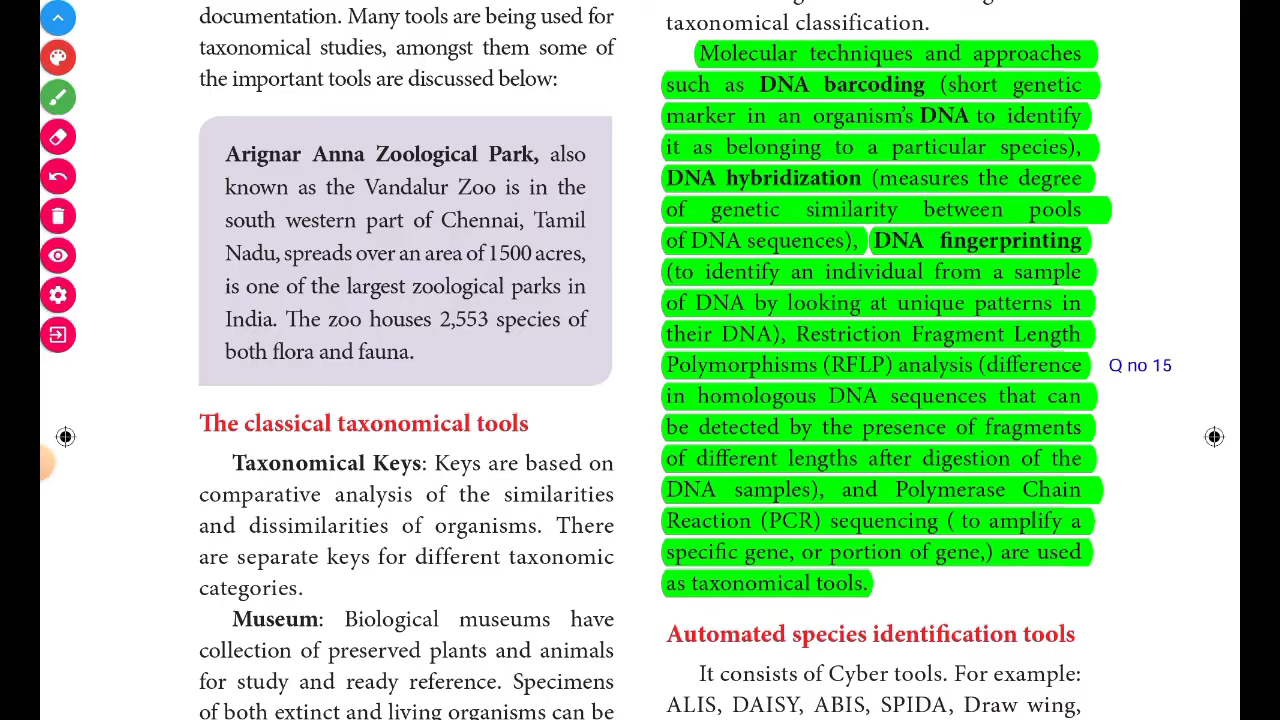 documentation. Many tools are being used for
taxonomical studies, amongst them some of
the important tools are discussed below:
Arignar Anna Zoological Park, also
known as the Vandalur Zoo is in the
south western part of Chennai, Tamil
Nadu, spreads over an area of 1500 acres,
is one of the largest zoological parks in
India. The zoo houses 2,553 species of
both flora and fauna.
The classical taxonomical tools
Taxonomical Keys: Keys are based on
comparative analysis of the similarities
and dissimilarities of organisms. There
are separate keys for different taxonomic
categories.
Museum: Biological museums have
collection of preserved plants and animals
for study and ready reference. Specimens
of both extinct and living organisms can be
taxonomical classification.
Molecular techniques and approaches
such as DNA barcoding (short genetic
marker in an organism's DNA to identify
it as belonging to a particular species),
DNA hybridization (measures the degree
of genetic similarity between pools
of DNA sequences), DNA fingerprinting
(to identify an individual from a sample
of DNA by looking at unique patterns in
their DNA), Restriction Fragment Length
Polymorphisms (RFLP) analysis (difference
in homologous DNA sequences that can
be detected by the presence of fragments
of different lengths after digestion of the
DNA samples), and Polymerase Chain
Reaction (PCR) sequencing ( to amplify a
specific gene, or portion of gene,) are used
as taxonomical tools.
Q no 15
Automated species identification tools
It consists of Cyber tools. For example:
ALIS, DAISY, ABIS, SPIDA, Draw wing,